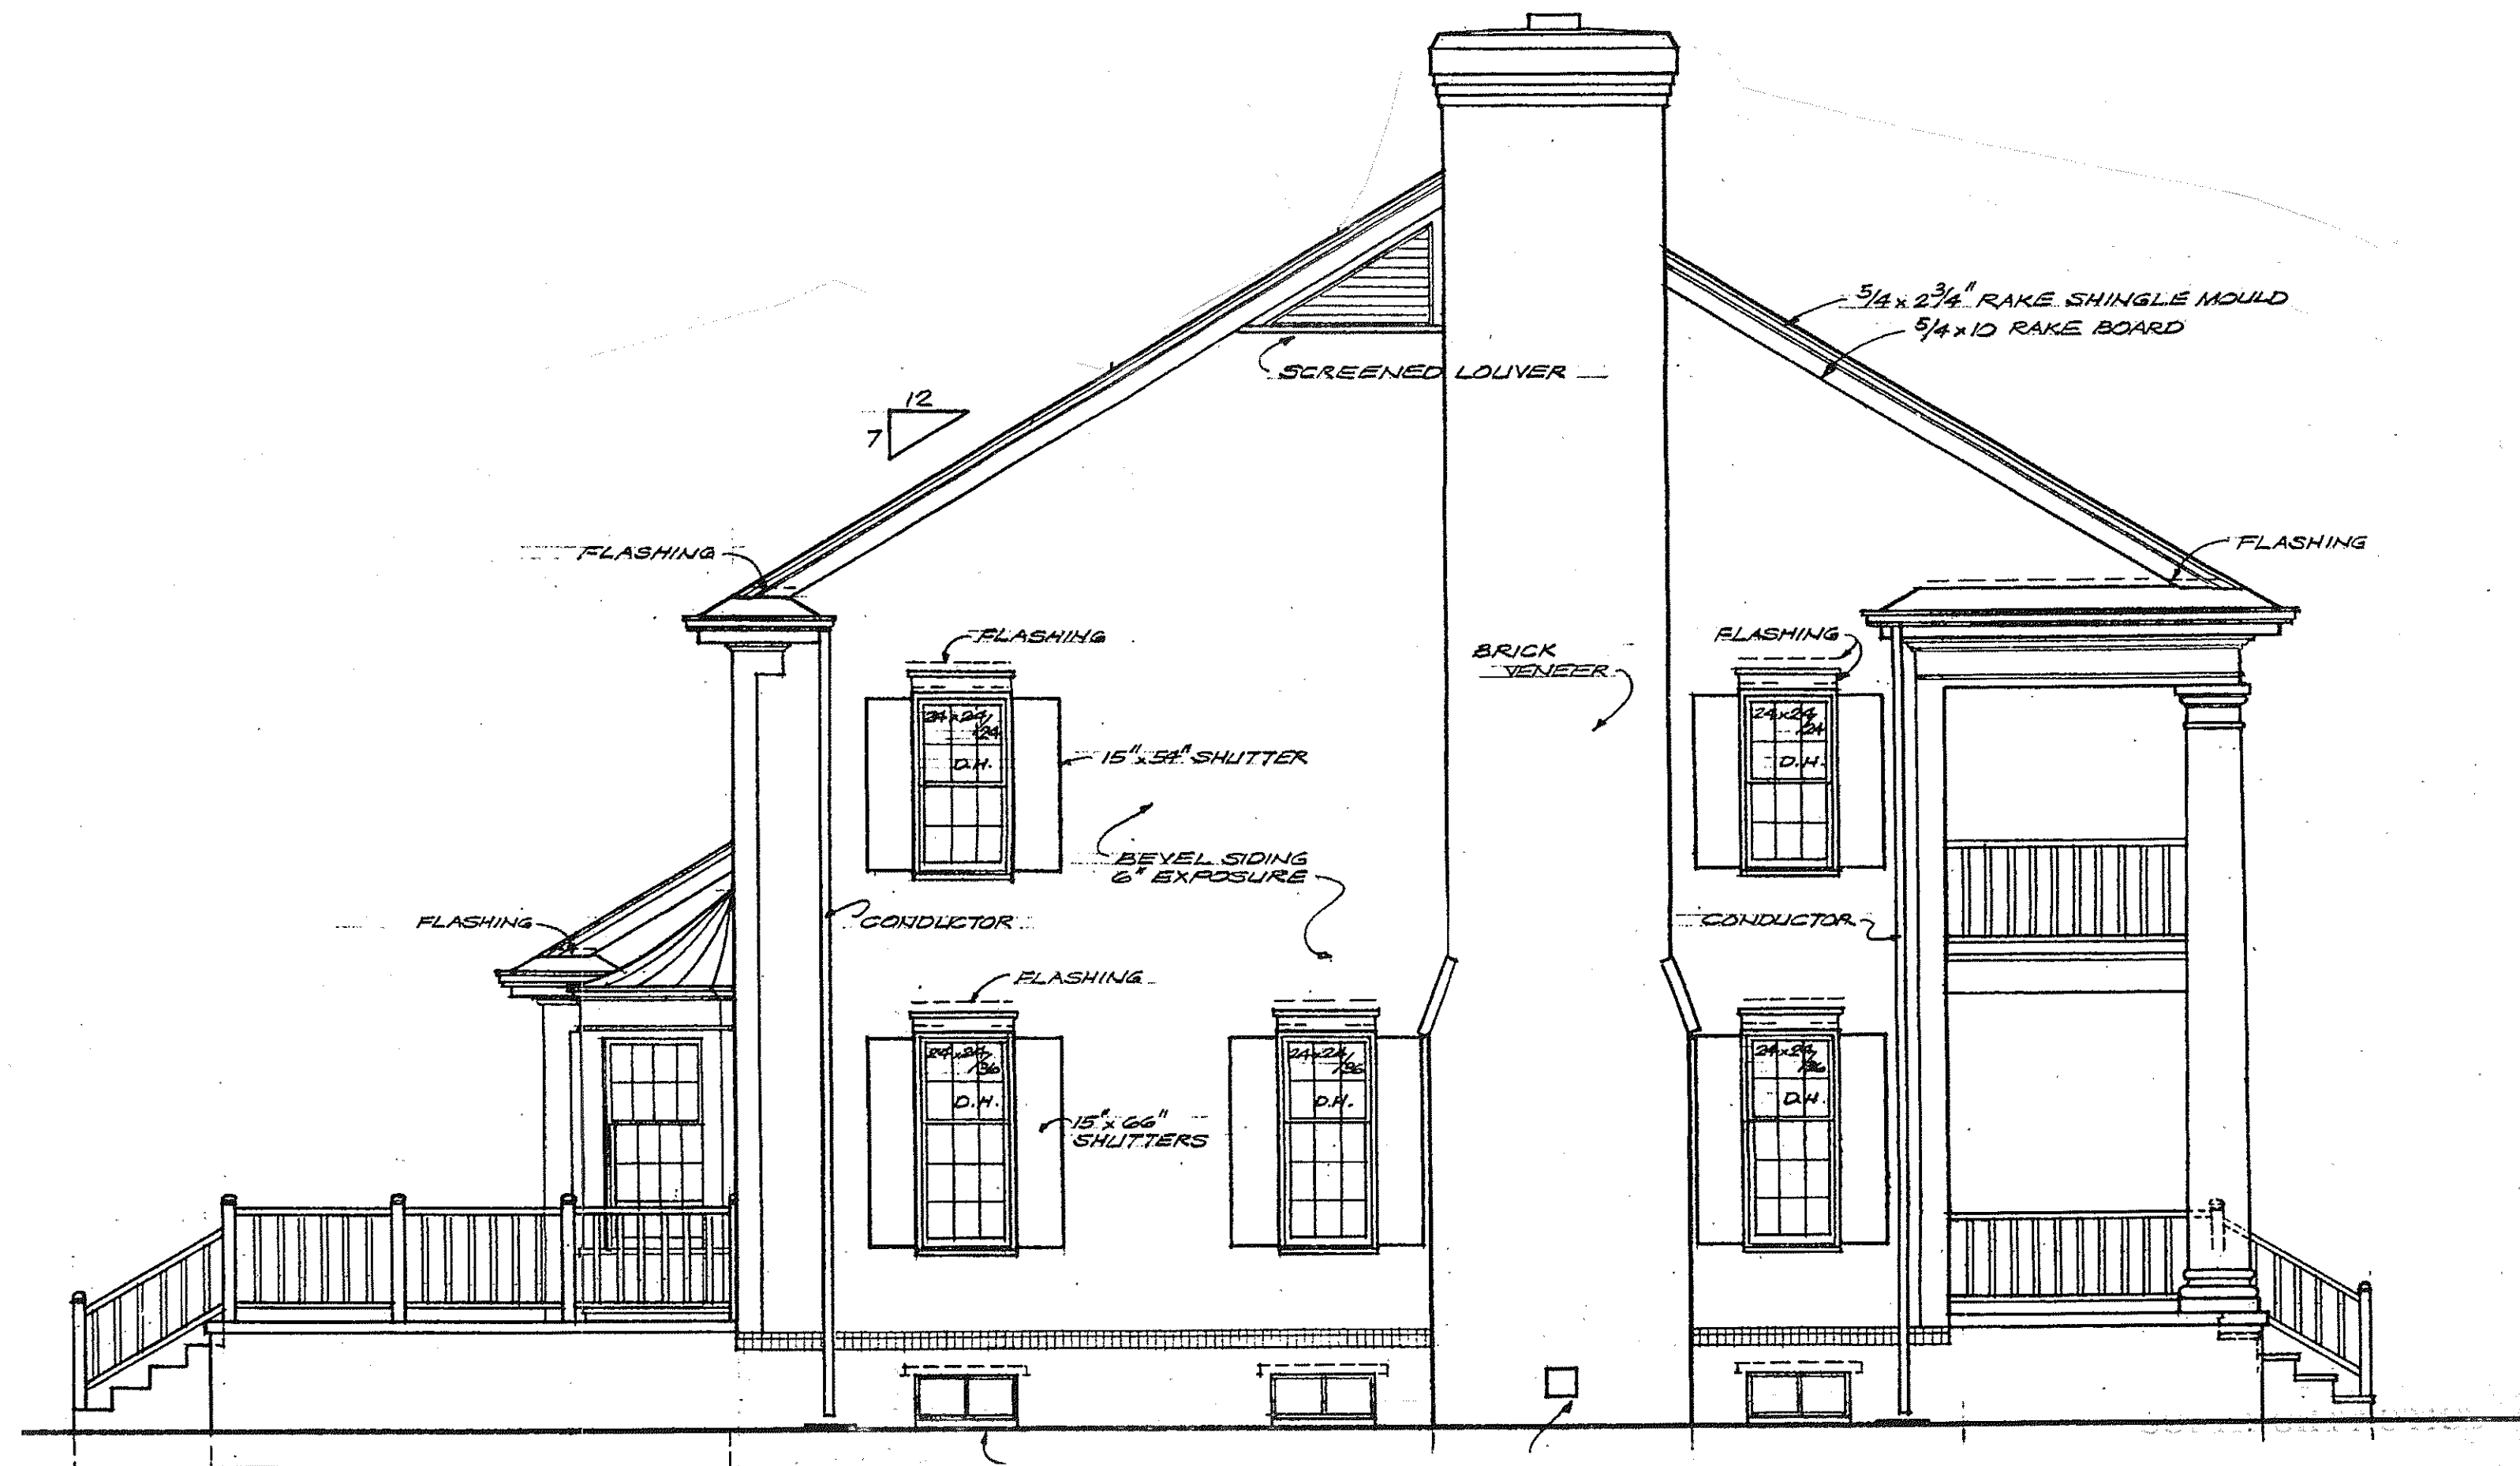 5/4 x 2 3/4" RAKE SHINGLE MOULD
5/4 x 10 RAKE BOARD
SCREENED LOUVER
12
7
FLASHING
FLASHING
FLASHING
FLASHING
BRICK
VENEER
24x24/
24
D.H.
24x24/
24
D.H.
15" x 54" SHUTTER
BEVEL SIDING
6" EXPOSURE
FLASHING
CONDUCTOR
CONDUCTOR
FLASHING
24x24/
36
D.H.
24x24/
36
D.H.
24x24/
36
D.H.
15" x 66"
SHUTTERS